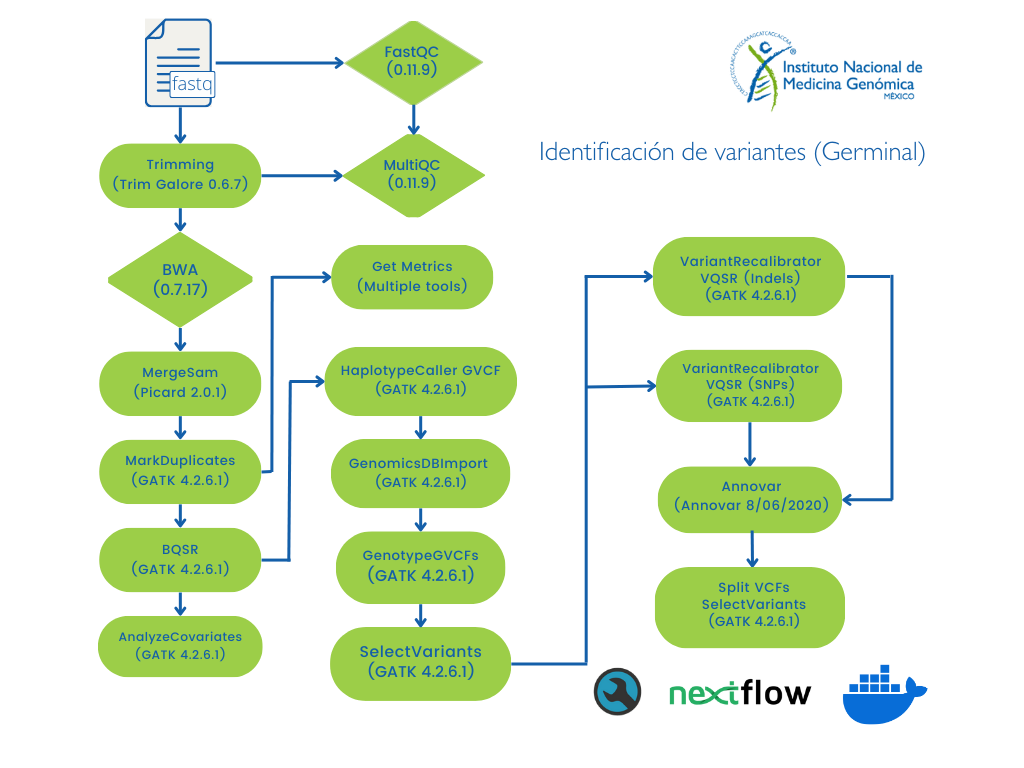 fastq
FastQC
(0.11.9)
Instituto Nacional de
Medicina Genómica
MÉXICO
Identificación de variantes (Germinal)
Trimming
(Trim Galore 0.6.7)
MultiQC
(0.11.9)
BWA
(0.7.17)
Get Metrics
(Multiple tools)
MergeSam
(Picard 2.0.1)
MarkDuplicates
(GATK 4.2.6.1)
BQSR
(GATK 4.2.6.1)
AnalyzeCovariates
(GATK 4.2.6.1)
HaplotypeCaller GVCF
(GATK 4.2.6.1)
GenomicsDBImport
(GATK 4.2.6.1)
GenotypeGVCFs
(GATK 4.2.6.1)
SelectVariants
(GATK 4.2.6.1)
VariantRecalibrator
VQSR (Indels)
(GATK 4.2.6.1)
VariantRecalibrator
VQSR (SNPs)
(GATK 4.2.6.1)
Annovar
(Annovar 8/06/2020)
Split VCFs
SelectVariants
(GATK 4.2.6.1)
nextflow